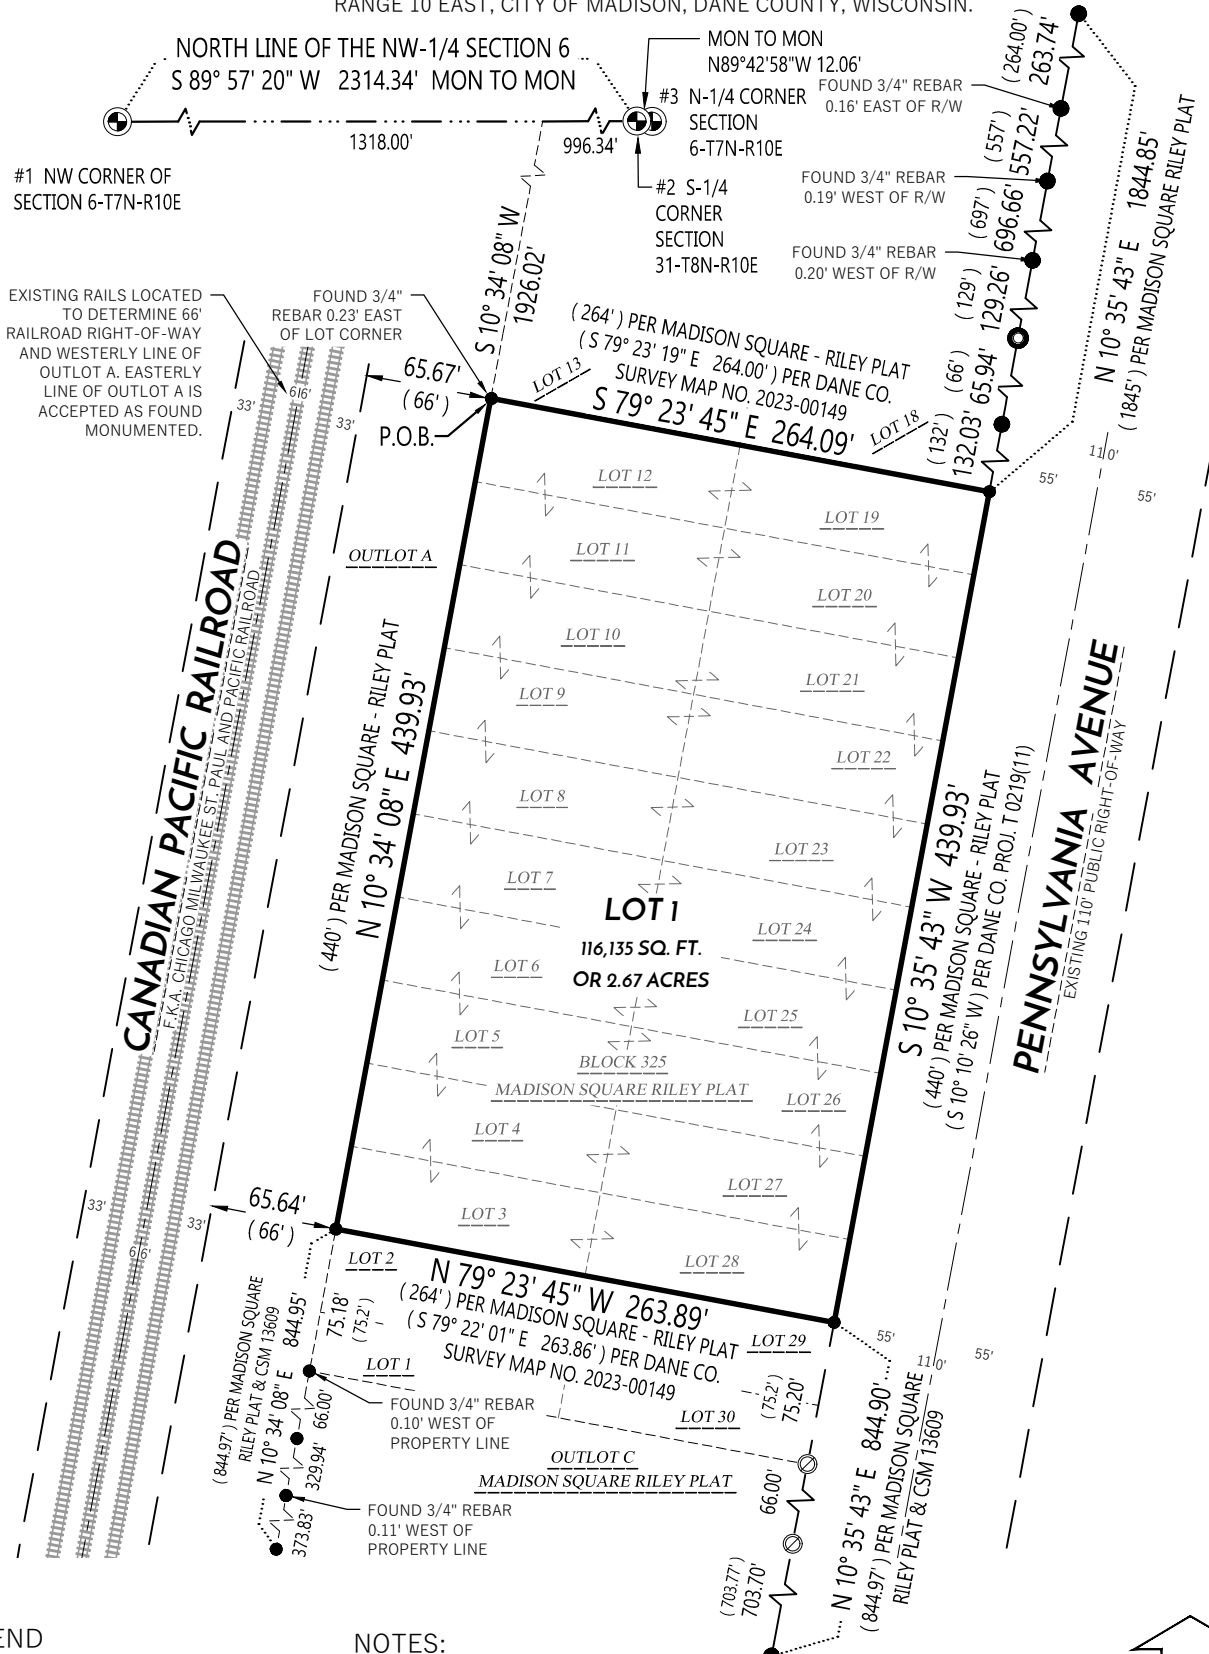 RANGE 10 EAST, CITY OF MADISON, DANE COUNTY, WISCONSIN.
NORTH LINE OF THE NW-1/4 SECTION 6
S 89° 57' 20" W 2314.34' MON TO MON
MON TO MON
N89°42'58"W 12.06'
1318.00'
996.34'
#1 NW CORNER OF
SECTION 6-T7N-R10E
#3 N-1/4 CORNER
SECTION
6-T7N-R10E
#2 S-1/4
CORNER
SECTION
31-T8N-R10E
FOUND 3/4" REBAR
0.16' EAST OF R/W
FOUND 3/4" REBAR
0.19' WEST OF R/W
FOUND 3/4" REBAR
0.20' WEST OF R/W
(264.00')
263.74'
(557')
557.22'
(697')
696.66'
(129')
129.26'
(66')
65.94'
(132')
132.03'
N 10° 35' 43" E 1844.85'
(1845') PER MADISON SQUARE RILEY PLAT
S 10° 34' 08" W
1926.02'
EXISTING RAILS LOCATED
TO DETERMINE 66'
RAILROAD RIGHT-OF-WAY
AND WESTERLY LINE OF
OUTLOT A. EASTERLY
LINE OF OUTLOT A IS
ACCEPTED AS FOUND
MONUMENTED.
FOUND 3/4"
REBAR 0.23' EAST
OF LOT CORNER
33'
66'
33'
65.67'
(66')
P.O.B.
LOT 13
(264') PER MADISON SQUARE - RILEY PLAT
(S 79° 23' 19" E 264.00') PER DANE CO.
SURVEY MAP NO. 2023-00149
S 79° 23' 45" E 264.09'
LOT 18
110'
55'
55'
OUTLOT A
LOT 12
LOT 19
LOT 11
LOT 20
LOT 10
LOT 21
LOT 9
LOT 22
LOT 8
LOT 23
LOT 7
LOT 24
LOT 1
116,135 SQ. FT.
OR 2.67 ACRES
LOT 6
LOT 25
LOT 5
BLOCK 325
MADISON SQUARE RILEY PLAT
LOT 26
LOT 4
LOT 27
LOT 3
LOT 28
CANADIAN PACIFIC RAILROAD
F.K.A. CHICAGO MILWAUKEE ST. PAUL AND PACIFIC RAILROAD
(440') PER MADISON SQUARE - RILEY PLAT
N 10° 34' 08" E 439.93'
S 10° 35' 43" W 439.93'
(440') PER MADISON SQUARE - RILEY PLAT
(S 10° 10' 26" W) PER DANE CO. PROJ. T 0219(11)
PENNSYLVANIA AVENUE
EXISTING 110' PUBLIC RIGHT-OF-WAY
33'
66'
33'
65.64'
(66')
LOT 2
N 79° 23' 45" W 263.89'
(264') PER MADISON SQUARE - RILEY PLAT
(S 79° 22' 01" E 263.86') PER DANE CO.
SURVEY MAP NO. 2023-00149
LOT 29
55'
110'
55'
(844.97') PER MADISON SQUARE
RILEY PLAT & CSM 13609
N 10° 34' 08" E 844.95'
75.18'
(75.2')
66.00'
329.94'
373.83'
LOT 1
FOUND 3/4" REBAR
0.10' WEST OF
PROPERTY LINE
FOUND 3/4" REBAR
0.11' WEST OF
PROPERTY LINE
LOT 30
OUTLOT C
MADISON SQUARE RILEY PLAT
(75.2')
75.20'
66.00'
(703.77')
703.70'
N 10° 35' 43" E 844.90'
(844.97') PER MADISON SQUARE
RILEY PLAT & CSM 13609
END
NOTES: